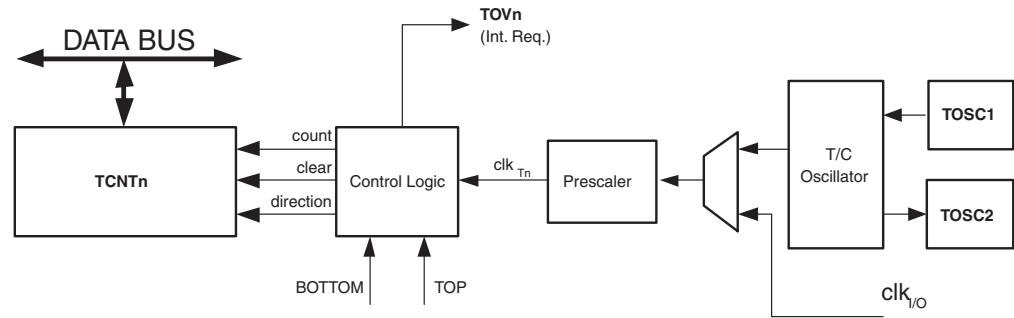 TOVn
(Int. Req.)
DATA BUS
TCNTn
count
clear
direction
Control Logic
clk Tn
Prescaler
T/C
Oscillator
TOSC1
TOSC2
BOTTOM
TOP
clk I/O